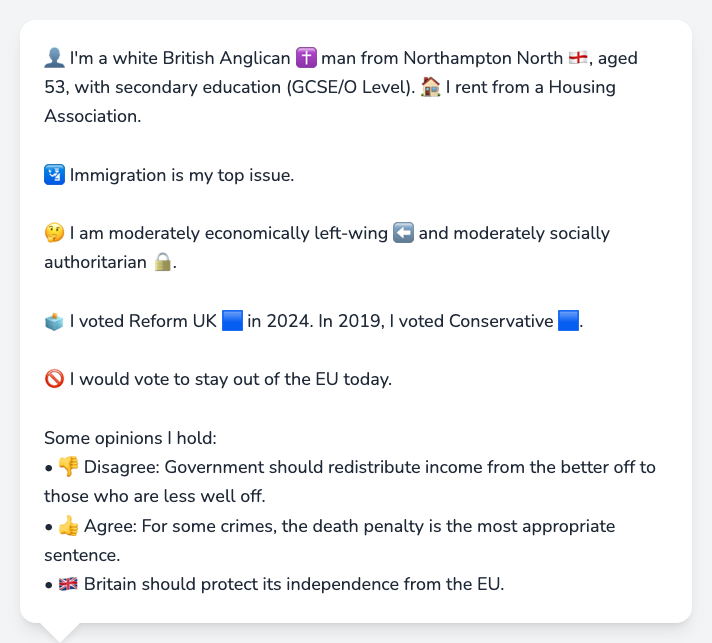 👤 I'm a white British Anglican ✝️ man from Northampton North 🏴󠁧󠁢󠁥󠁮󠁧󠁿, aged
53, with secondary education (GCSE/O Level). 🏠 I rent from a Housing
Association.
🛂 Immigration is my top issue.
🤔 I am moderately economically left-wing ⬅️ and moderately socially
authoritarian 🔒.
🗳️ I voted Reform UK 🟦 in 2024. In 2019, I voted Conservative 🟦.
🚫 I would vote to stay out of the EU today.
Some opinions I hold:
• 👎 Disagree: Government should redistribute income from the better off to
those who are less well off.
• 👍 Agree: For some crimes, the death penalty is the most appropriate
sentence.
• 🇬🇧 Britain should protect its independence from the EU.